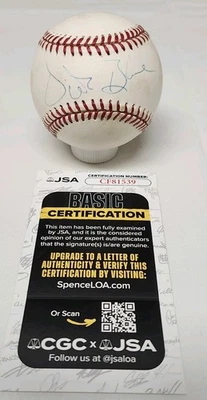 JSA
CERTIFICATION NUMBER:
CF81539
BASIC
CERTIFICATION
This item has been fully examined
by JSA, and it is the considered
opinion of our expert authenticators
that the signature(s) is/are genuine.
UPGRADE TO A LETTER OF
AUTHENTICITY & VERIFY THIS
CERTIFICATION BY VISITING:
SpenceLOA.com
Or Scan
CGC x JSA
Follow us @jsaloa